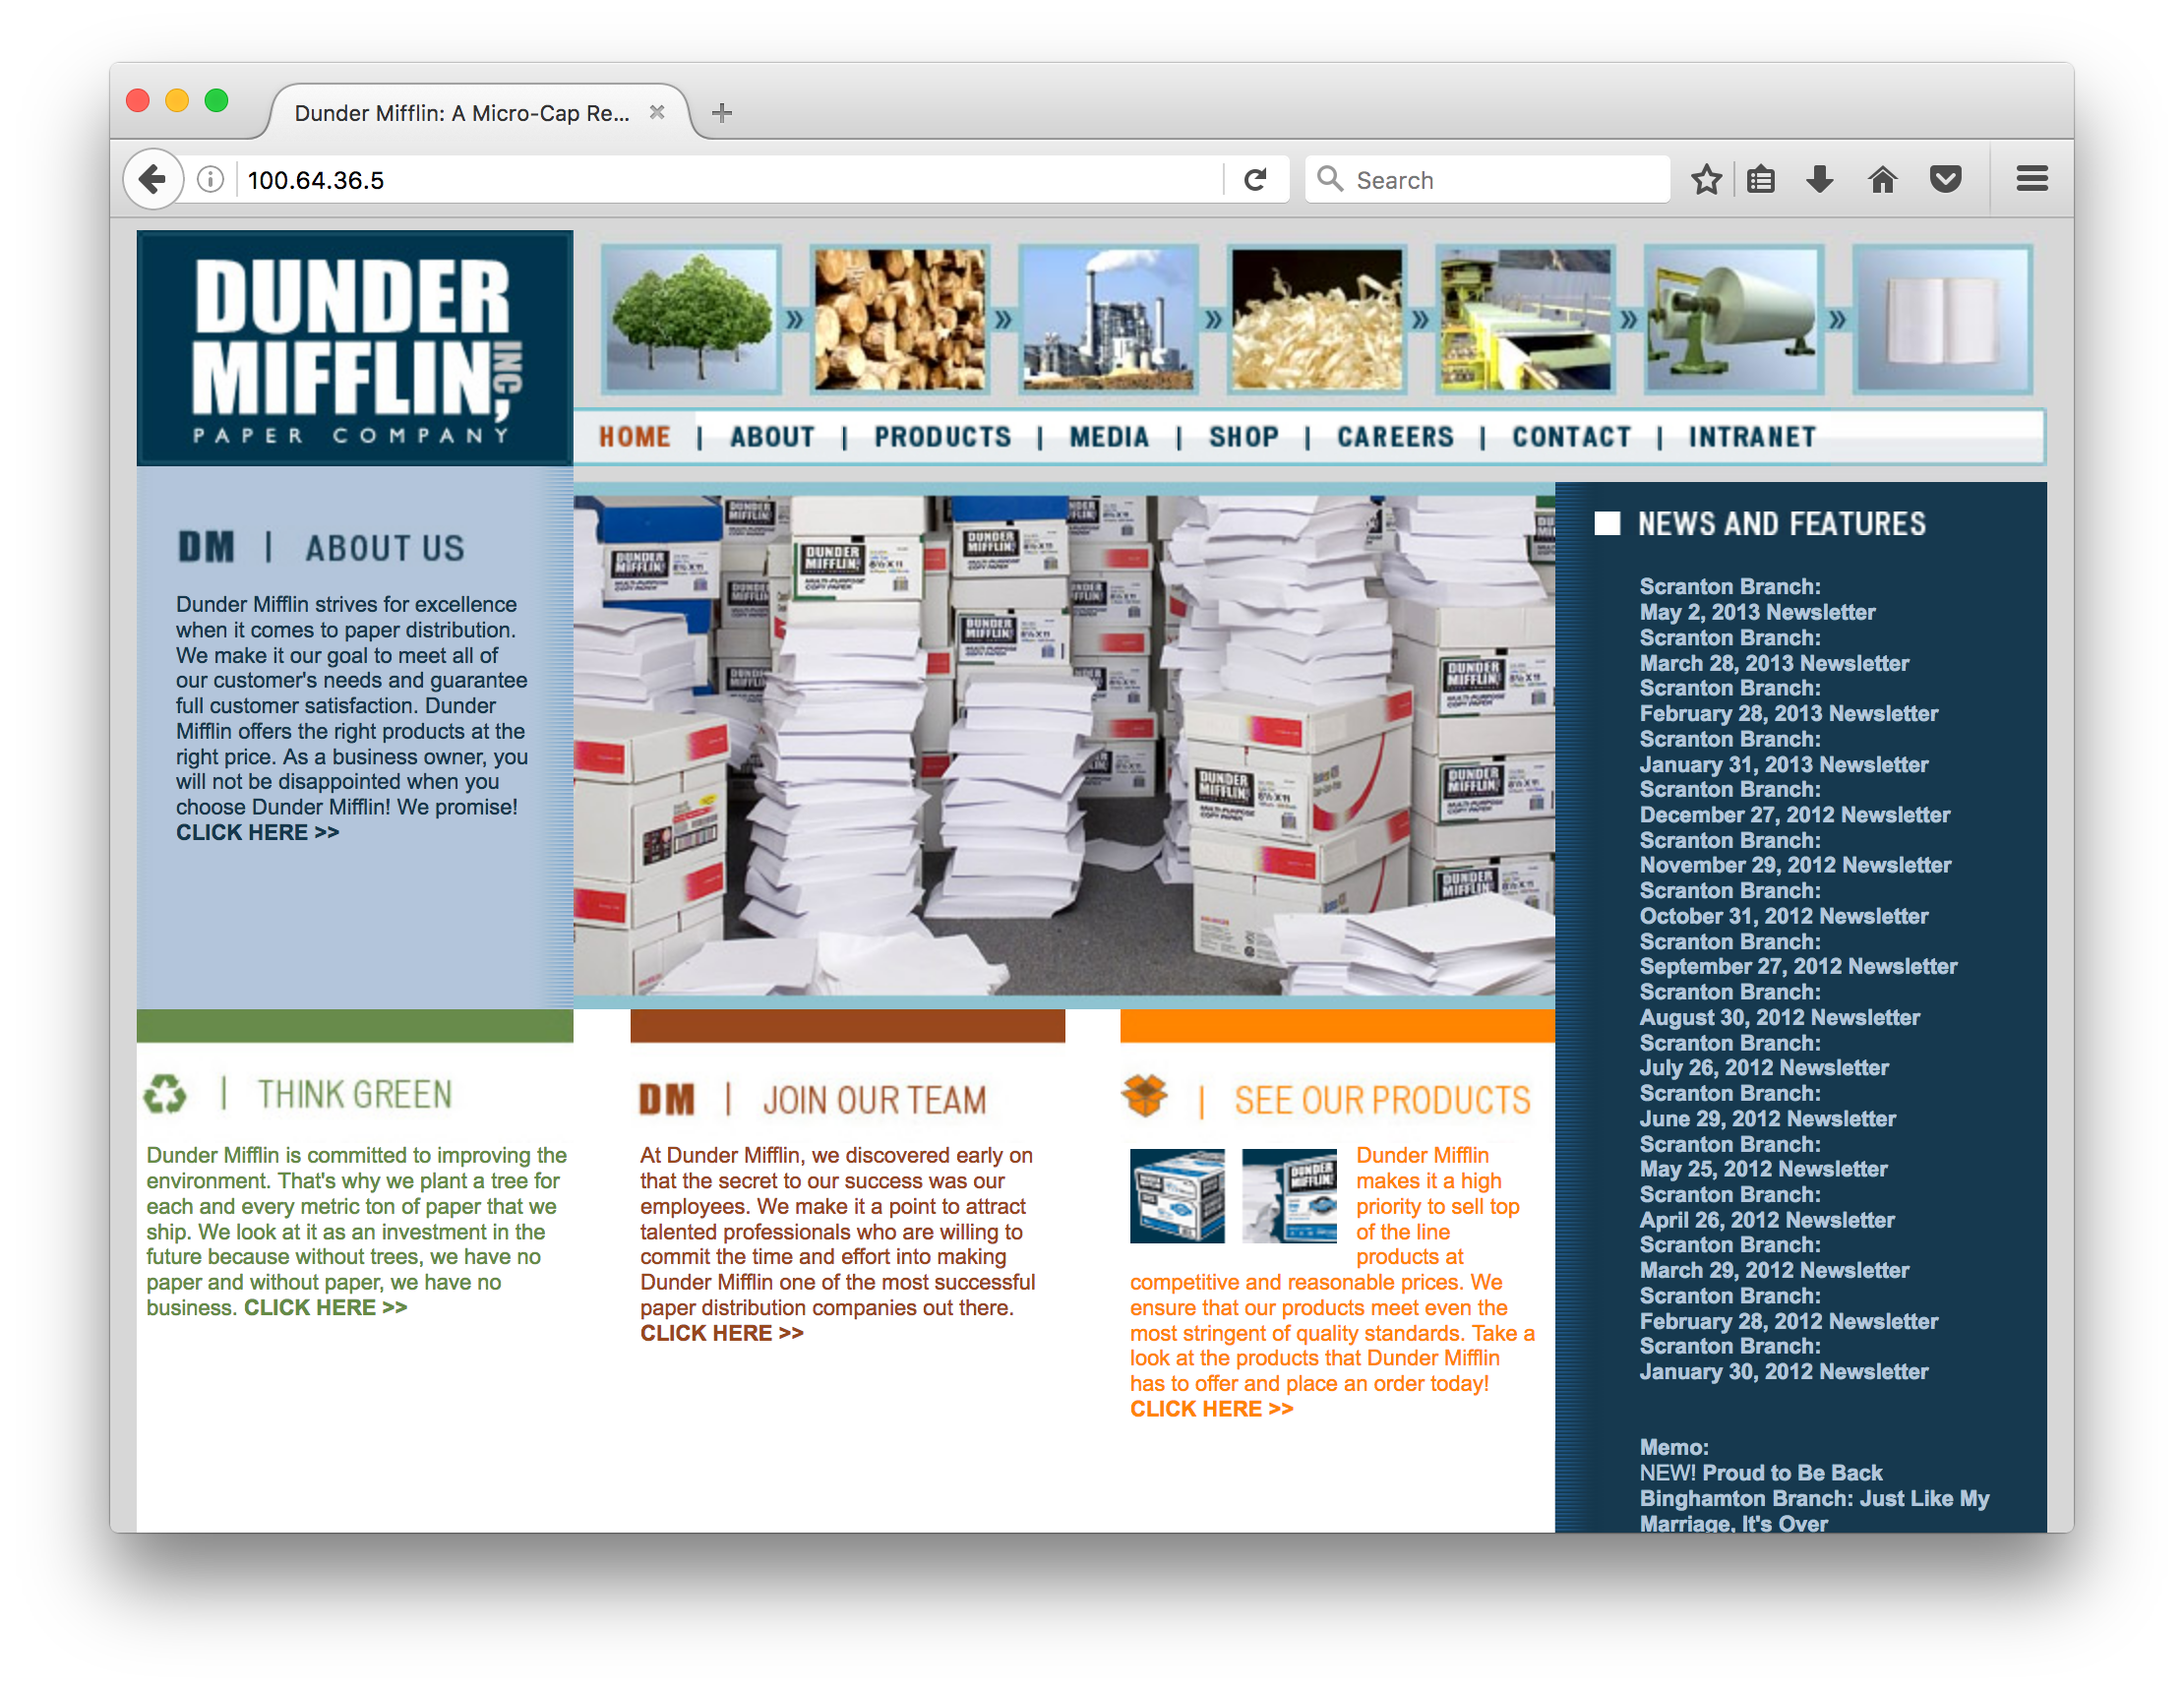 Dunder Mifflin: A Micro-Cap Re...
100.64.36.5
Search
DUNDER
MIFFLIN, INC
PAPER COMPANY
HOME | ABOUT | PRODUCTS | MEDIA | SHOP | CAREERS | CONTACT | INTRANET
DM | ABOUT US
Dunder Mifflin strives for excellence
when it comes to paper distribution.
We make it our goal to meet all of
our customer's needs and guarantee
full customer satisfaction. Dunder
Mifflin offers the right products at the
right price. As a business owner, you
will not be disappointed when you
choose Dunder Mifflin! We promise!
CLICK HERE >>
DUNDER
MIFFLIN
8½ X 11
MULTI-PURPOSE
COPY PAPER
NEWS AND FEATURES
Scranton Branch:
May 2, 2013 Newsletter
Scranton Branch:
March 28, 2013 Newsletter
Scranton Branch:
February 28, 2013 Newsletter
Scranton Branch:
January 31, 2013 Newsletter
Scranton Branch:
December 27, 2012 Newsletter
Scranton Branch:
November 29, 2012 Newsletter
Scranton Branch:
October 31, 2012 Newsletter
Scranton Branch:
September 27, 2012 Newsletter
Scranton Branch:
August 30, 2012 Newsletter
Scranton Branch:
July 26, 2012 Newsletter
Scranton Branch:
June 29, 2012 Newsletter
Scranton Branch:
May 25, 2012 Newsletter
Scranton Branch:
April 26, 2012 Newsletter
Scranton Branch:
March 29, 2012 Newsletter
Scranton Branch:
February 28, 2012 Newsletter
Scranton Branch:
January 30, 2012 Newsletter
Memo:
NEW! Proud to Be Back
Binghamton Branch: Just Like My
Marriage, It's Over
| THINK GREEN
Dunder Mifflin is committed to improving the
environment. That's why we plant a tree for
each and every metric ton of paper that we
ship. We look at it as an investment in the
future because without trees, we have no
paper and without paper, we have no
business. CLICK HERE >>
DM | JOIN OUR TEAM
At Dunder Mifflin, we discovered early on
that the secret to our success was our
employees. We make it a point to attract
talented professionals who are willing to
commit the time and effort into making
Dunder Mifflin one of the most successful
paper distribution companies out there.
CLICK HERE >>
| SEE OUR PRODUCTS
Dunder Mifflin
makes it a high
priority to sell top
of the line
products at
competitive and reasonable prices. We
ensure that our products meet even the
most stringent of quality standards. Take a
look at the products that Dunder Mifflin
has to offer and place an order today!
CLICK HERE >>